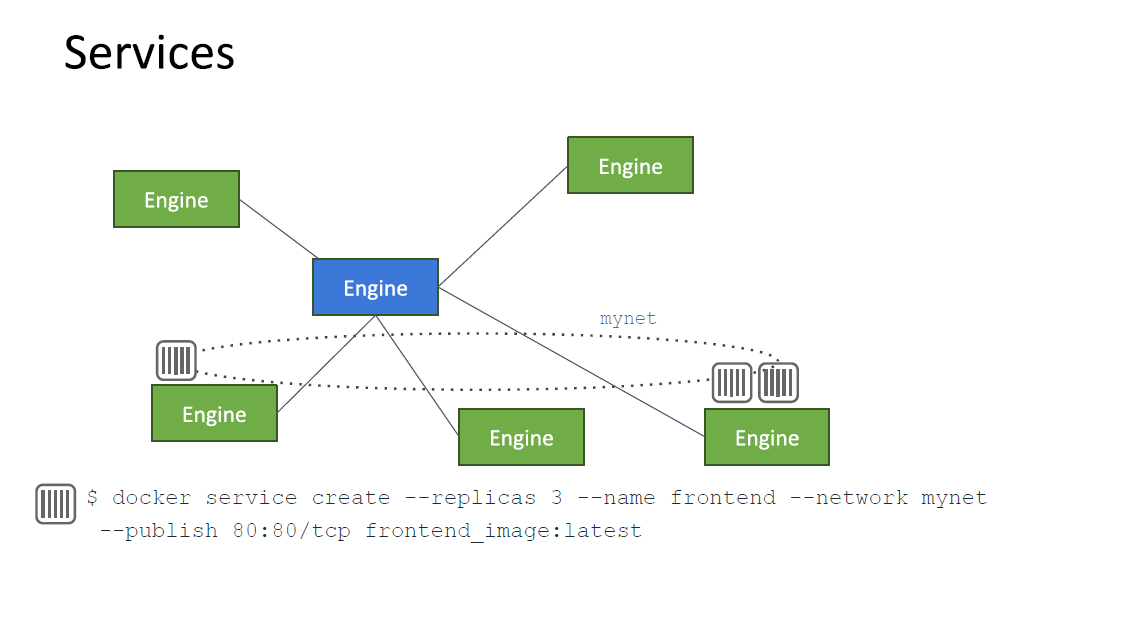 Services
Engine
Engine
Engine
mynet
Engine
Engine
Engine
$ docker service create --replicas 3 --name frontend --network mynet
--publish 80:80/tcp frontend_image:latest